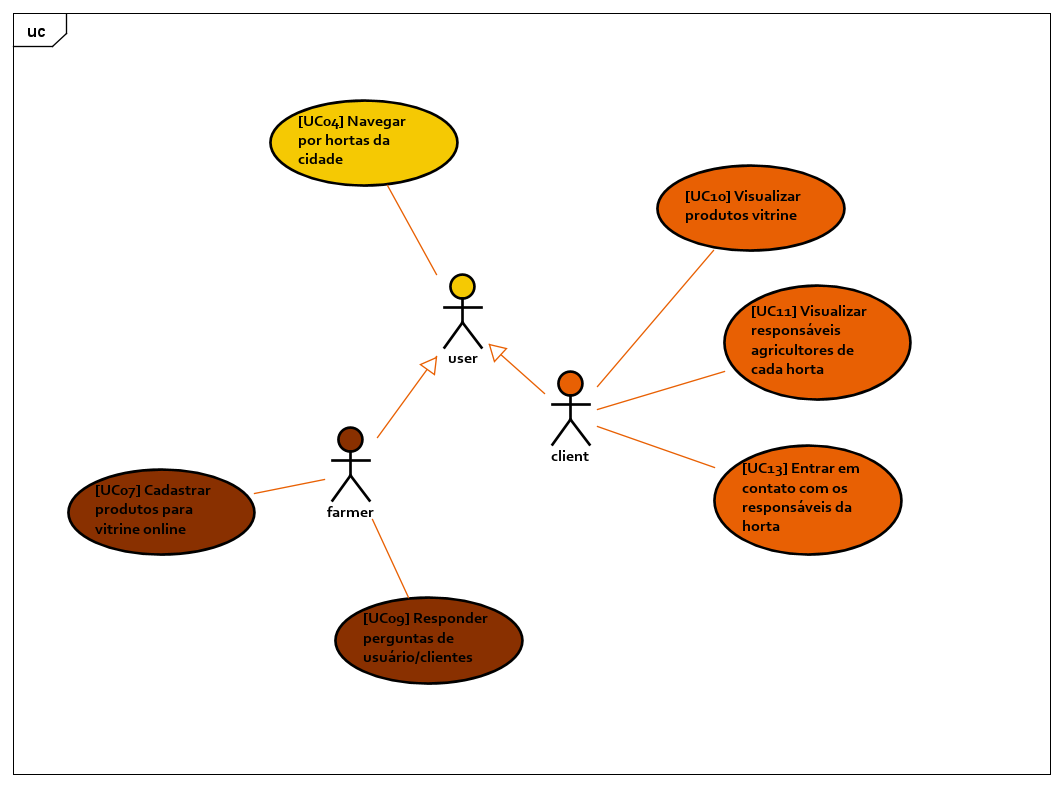 uc
[UC04] Navegar
por hortas da
cidade
[UC10] Visualizar
produtos vitrine
[UC11] Visualizar
responsáveis
agricultores de
cada horta
user
client
[UC13] Entrar em
contato com os
responsáveis da
horta
[UC07] Cadastrar
produtos para
vitrine online
farmer
[UC09] Responder
perguntas de
usuário/clientes